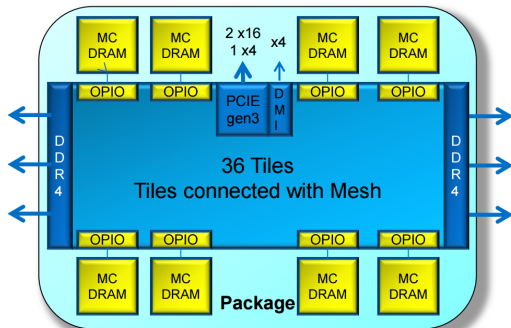 MC
DRAM
MC
DRAM
2 x16
1 x4
x4
MC
DRAM
MC
DRAM
OPIO
OPIO
PCIE
gen3
D
M
I
OPIO
OPIO
D
D
R
4
36 Tiles
Tiles connected with Mesh
D
D
R
4
OPIO
OPIO
OPIO
OPIO
MC
DRAM
MC
DRAM
Package
MC
DRAM
MC
DRAM